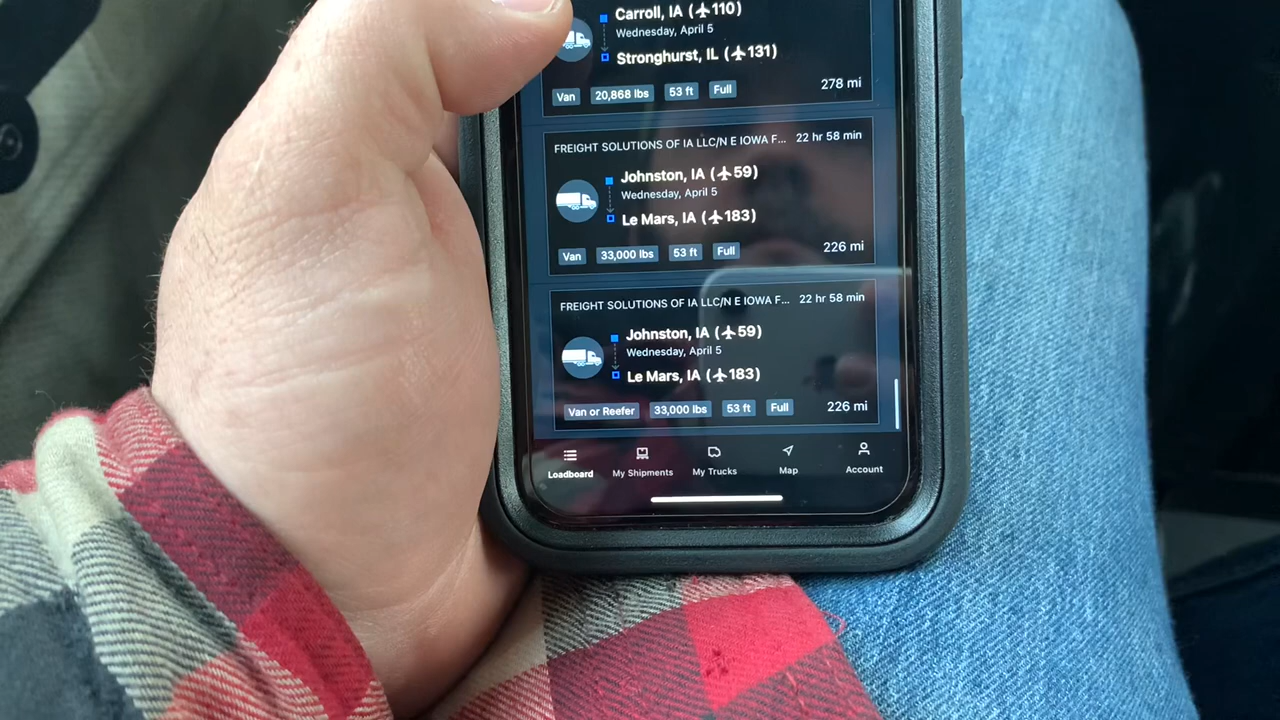 Carroll, IA (✈110)
Wednesday, April 5
Stronghurst, IL (✈131)
Van 20,868 lbs 53 ft Full 278 mi
FREIGHT SOLUTIONS OF IA LLC/N E IOWA F... 22 hr 58 min
Johnston, IA (✈59)
Wednesday, April 5
Le Mars, IA (✈183)
Van 33,000 lbs 53 ft Full 226 mi
FREIGHT SOLUTIONS OF IA LLC/N E IOWA F... 22 hr 58 min
Johnston, IA (✈59)
Wednesday, April 5
Le Mars, IA (✈183)
Van or Reefer 33,000 lbs 53 ft Full 226 mi
Loadboard My Shipments My Trucks Map Account